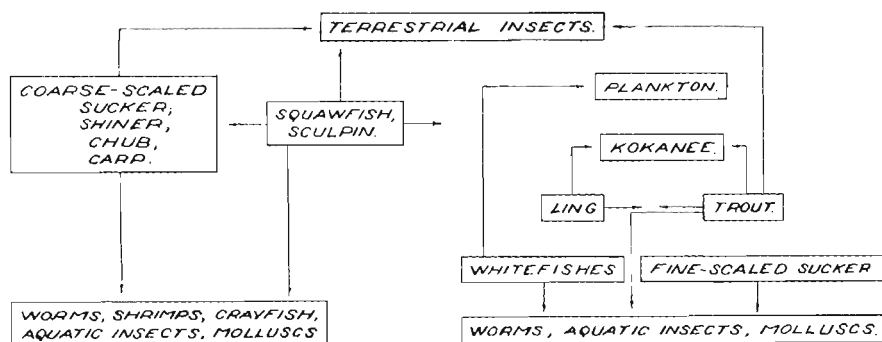 TERRESTRIAL INSECTS.
COARSE-SCALED
SUCKER,
SHINER,
CHUB,
CARP.
SQUAWFISH,
SCULPIN.
PLANKTON.
KOKANEE.
LING
TROUT.
WHITEFISHES
FINE-SCALED SUCKER
WORMS, SHRIMPS, CRAYFISH,
AQUATIC INSECTS, MOLLUSCS
WORMS, AQUATIC INSECTS, MOLLUSCS.